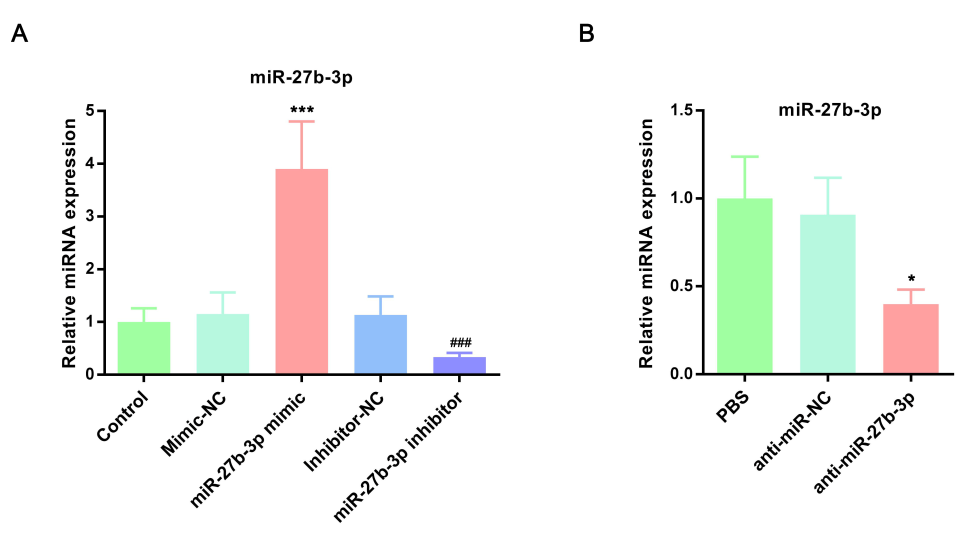 A
miR-27b-3p
Relative miRNA expression
5
4
3
2
1
0
***
###
Control
Mimic-NC
miR-27b-3p mimic
Inhibitor-NC
miR-27b-3p inhibitor
B
miR-27b-3p
Relative miRNA expression
1.5
1.0
0.5
0.0
*
PBS
anti-miR-NC
anti-miR-27b-3p